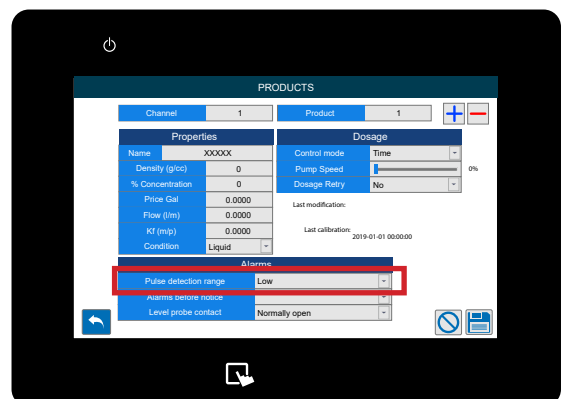 PRODUCTS
Channel 1 Product 1
Properties Dosage
Name XXXXX Control mode Time
Density (g/cc) 0 Pump Speed 0%
% Concentration 0 Dosage Retry No
Price Gal 0.0000 Last modification:
Flow (l/m) 0.0000
Kf (m/p) 0.0000 Last calibration: 2019-01-01 00:00:00
Condition Liquid
Alarms
Pulse detection range Low
Alarms before notice
Level probe contact Normally open